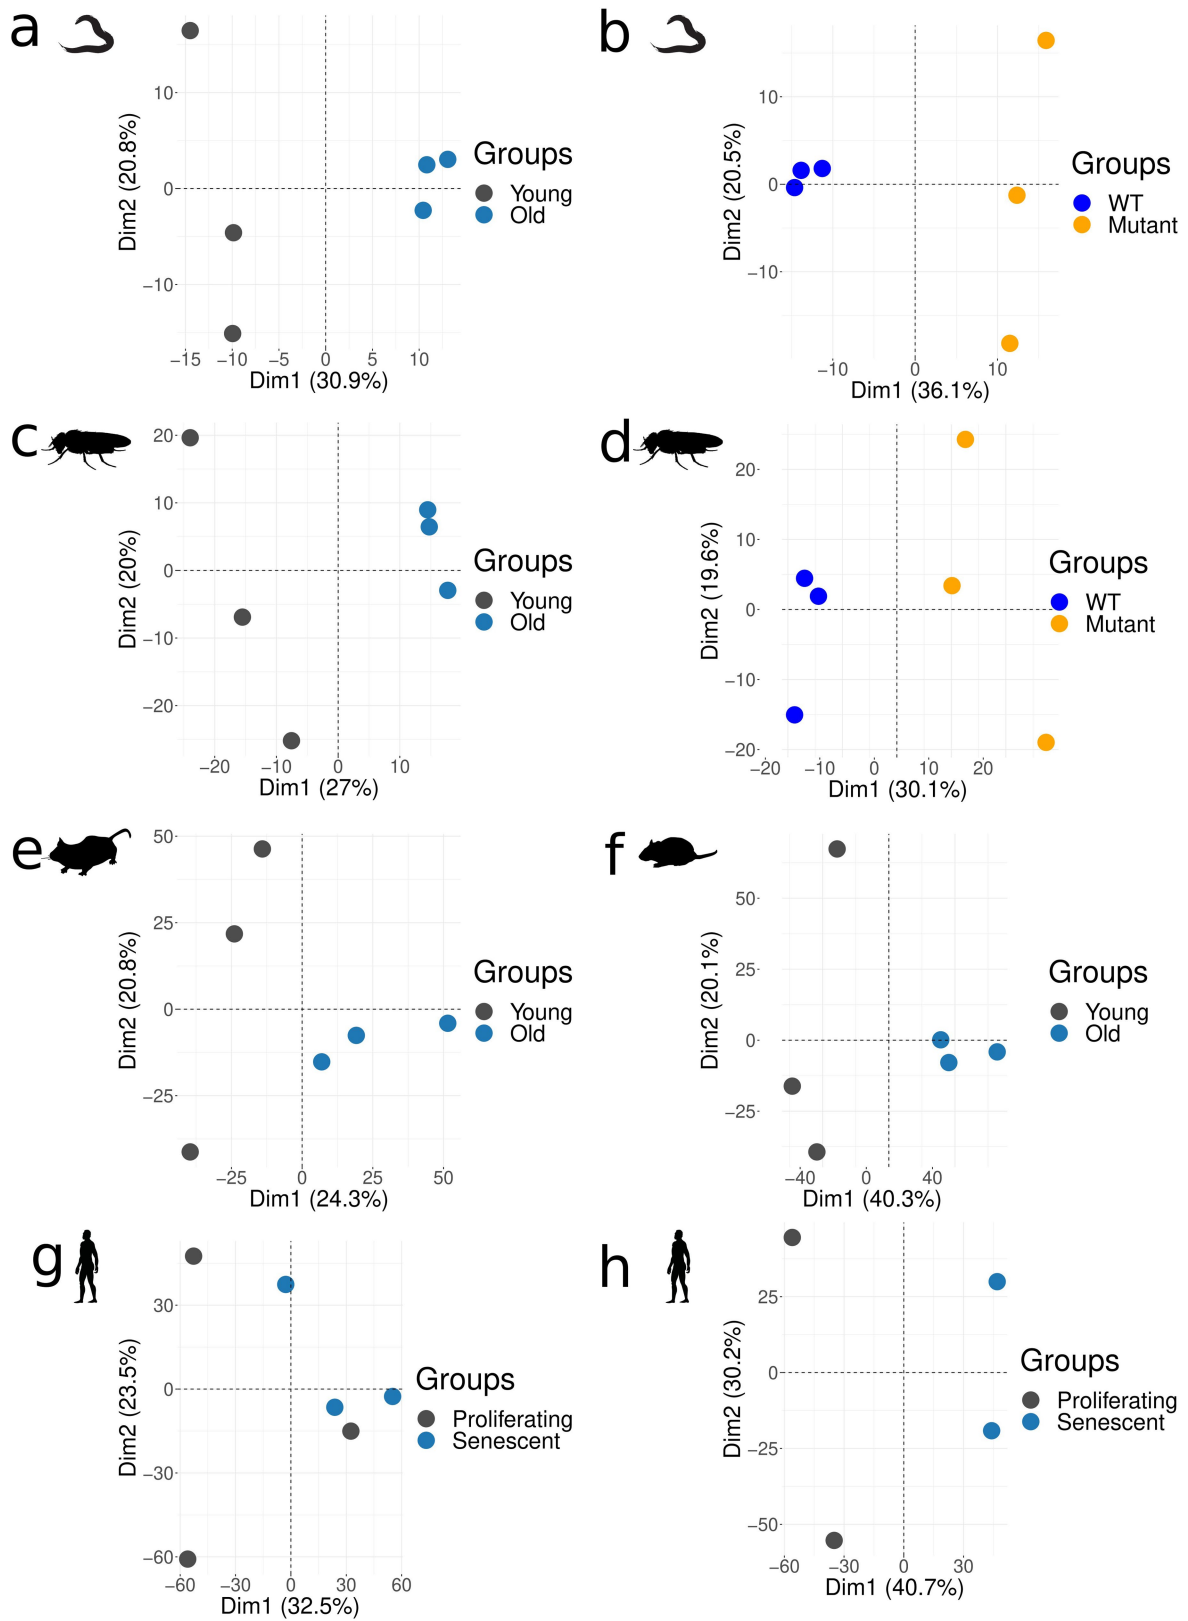 a
10
0
−10
Dim2 (20.8%)
−15 −10 −5 0 5 10
Dim1 (30.9%)
Groups
Young
Old
b
10
0
−10
Dim2 (20.5%)
−10 0 10
Dim1 (36.1%)
Groups
WT
Mutant
c
20
10
0
−10
−20
Dim2 (20%)
−20 −10 0 10
Dim1 (27%)
Groups
Young
Old
d
20
10
0
−10
−20
Dim2 (19.6%)
−20 −10 0 10 20
Dim1 (30.1%)
Groups
WT
Mutant
e
50
25
0
−25
Dim2 (20.8%)
−25 0 25 50
Dim1 (24.3%)
Groups
Young
Old
f
50
25
0
−25
Dim2 (20.1%)
−40 0 40
Dim1 (40.3%)
Groups
Young
Old
g
30
0
−30
−60
Dim2 (23.5%)
−60 −30 0 30 60
Dim1 (32.5%)
Groups
Proliferating
Senescent
h
25
0
−25
−50
Dim2 (30.2%)
−60 −30 0 30
Dim1 (40.7%)
Groups
Proliferating
Senescent